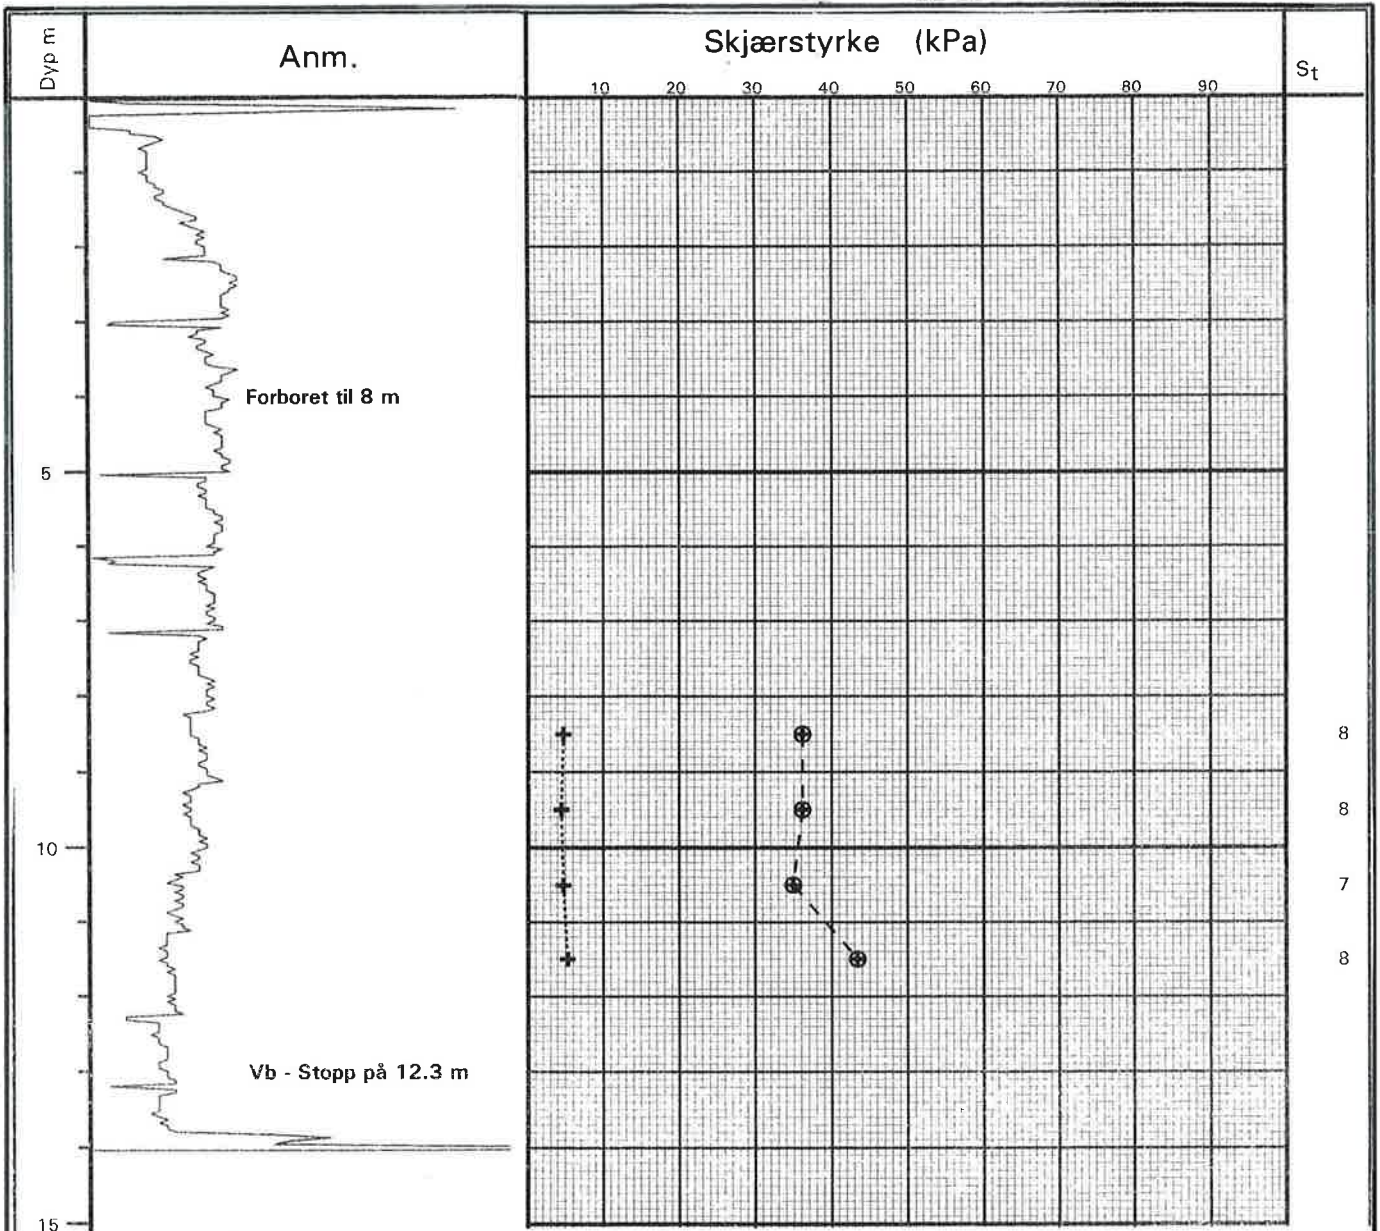 Dyp m
Anm.
Skjærstyrke (kPa)
St
10 20 30 40 50 60 70 80 90
Forboret til 8 m
5
8
8
10
7
8
Vb - Stopp på 12.3 m
15